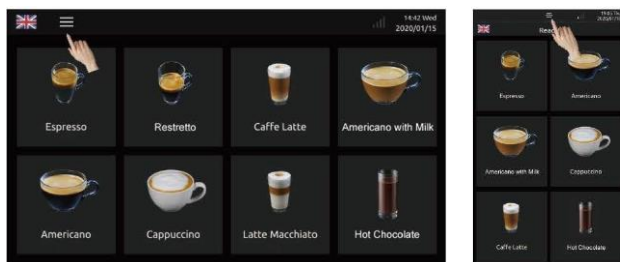 14:42 Wed
2020/01/15
Espresso
Restretto
Caffe Latte
Americano with Milk
Americano
Cappuccino
Latte Macchiato
Hot Chocolate
Espresso
Americano
Americano with Milk
Cappuccino
Caffe Latte
Hot Chocolate